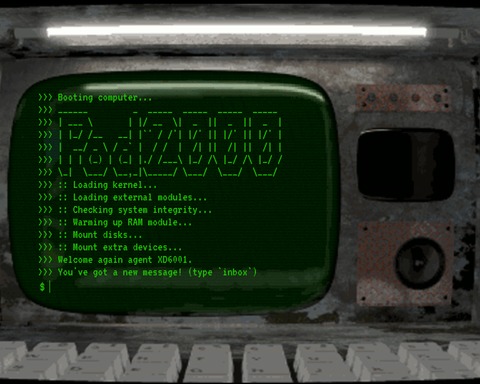 >>> Booting computer...
>>> Rad2000
>>> :: Loading kernel...
>>> :: Loading external modules...
>>> :: Checking system integrity...
>>> :: Warming up RAM module...
>>> :: Mount disks...
>>> :: Mount extra devices...
>>> Welcome again agent XD6001.
>>> You've got a new message! (type `inbox`)
$